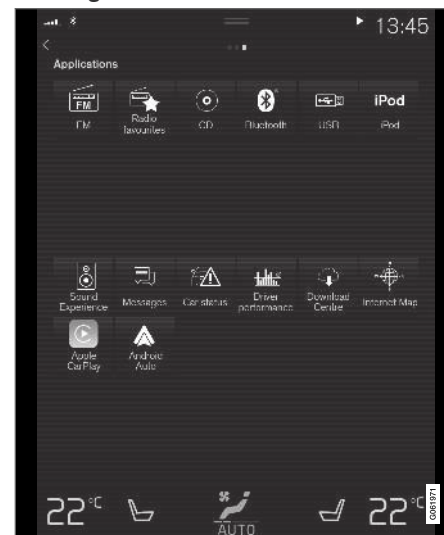 13:45
Applications
FM
FM
Radio
favourites
CD
Bluetooth
USB
iPod
iPod
Sound
Experience
Messages
Car status
Driver
performance
Download
Centre
Internet Map
Apple
CarPlay
Android
Auto
22°C
22°C
AUTO
G061971